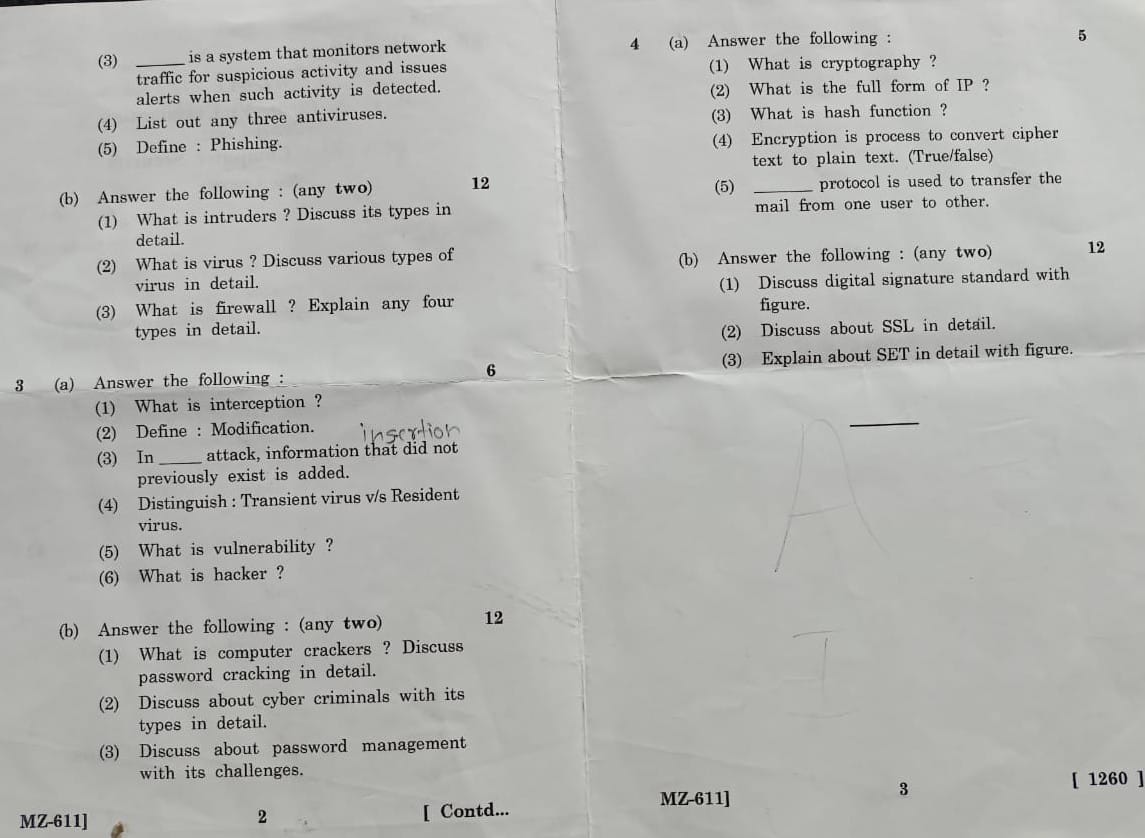 (3) ______ is a system that monitors network
traffic for suspicious activity and issues
alerts when such activity is detected.
(4) List out any three antiviruses.
(5) Define : Phishing.
(b) Answer the following : (any two) 12
(1) What is intruders ? Discuss its types in
detail.
(2) What is virus ? Discuss various types of
virus in detail.
(3) What is firewall ? Explain any four
types in detail.
3 (a) Answer the following : 6
(1) What is interception ?
(2) Define : Modification.
insertion
(3) In _____ attack, information that did not
previously exist is added.
(4) Distinguish : Transient virus v/s Resident
virus.
(5) What is vulnerability ?
(6) What is hacker ?
(b) Answer the following : (any two) 12
(1) What is computer crackers ? Discuss
password cracking in detail.
(2) Discuss about cyber criminals with its
types in detail.
(3) Discuss about password management
with its challenges.
MZ-611] 2 [ Contd...
4 (a) Answer the following : 5
(1) What is cryptography ?
(2) What is the full form of IP ?
(3) What is hash function ?
(4) Encryption is process to convert cipher
text to plain text. (True/false)
(5) ______ protocol is used to transfer the
mail from one user to other.
(b) Answer the following : (any two) 12
(1) Discuss digital signature standard with
figure.
(2) Discuss about SSL in detail.
(3) Explain about SET in detail with figure.
A
I
MZ-611] 3 [ 1260 ]